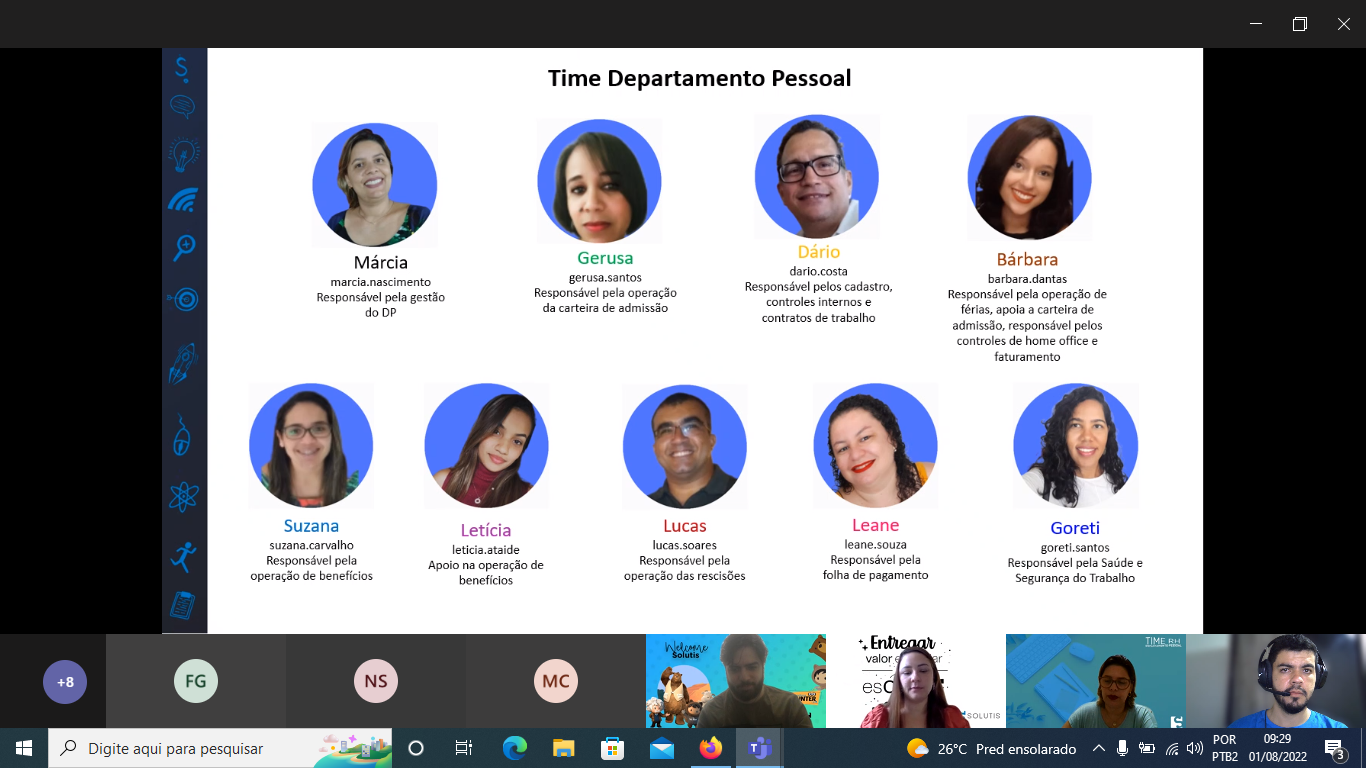 Time Departamento Pessoal
Márcia
marcia.nascimento
Responsável pela gestão
do DP
Gerusa
gerusa.santos
Responsável pela operação
da carteira de admissão
Dário
dario.costa
Responsável pelos cadastro,
controles internos e
contratos de trabalho
Bárbara
barbara.dantas
Responsável pela operação de
férias, apoia a carteira de
admissão, responsável pelos
controles de home office e
faturamento
Suzana
suzana.carvalho
Responsável pela
operação de benefícios
Letícia
leticia.ataide
Apoio na operação de
benefícios
Lucas
lucas.soares
Responsável pela
operação das rescisões
Leane
leane.souza
Responsável pela
folha de pagamento
Goreti
goreti.santos
Responsável pela Saúde e
Segurança do Trabalho
+8
FG
NS
MC
Welcome
Solutis
Entregar
valor
SOLUTIS
TIME RH
Digite aqui para pesquisar
26°C Pred ensolarado
POR
PTB2
09:29
01/08/2022
3